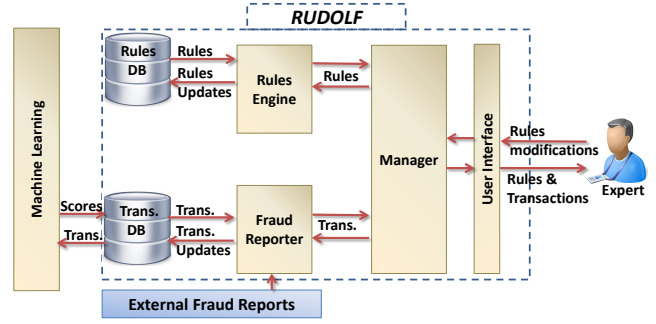 RUDOLF
Machine Learning
Rules
DB
Rules
Rules
Updates
Rules
Engine
Rules
Manager
User Interface
Rules
modifications
Rules &
Transactions
Expert
Scores
Trans.
Trans.
DB
Trans.
Trans.
Updates
Fraud
Reporter
Trans.
External Fraud Reports